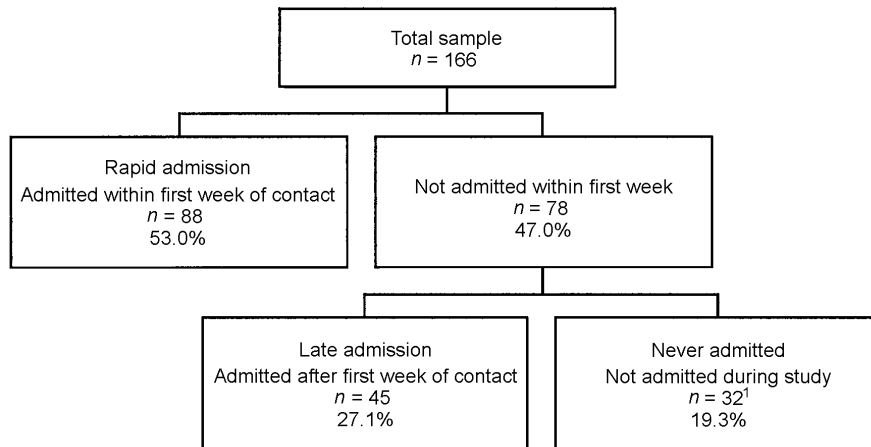 Total sample
n = 166
Rapid admission
Admitted within first week of contact
n = 88
53.0%
Not admitted within first week
n = 78
47.0%
Late admission
Admitted after first week of contact
n = 45
27.1%
Never admitted
Not admitted during study
n = 32¹
19.3%